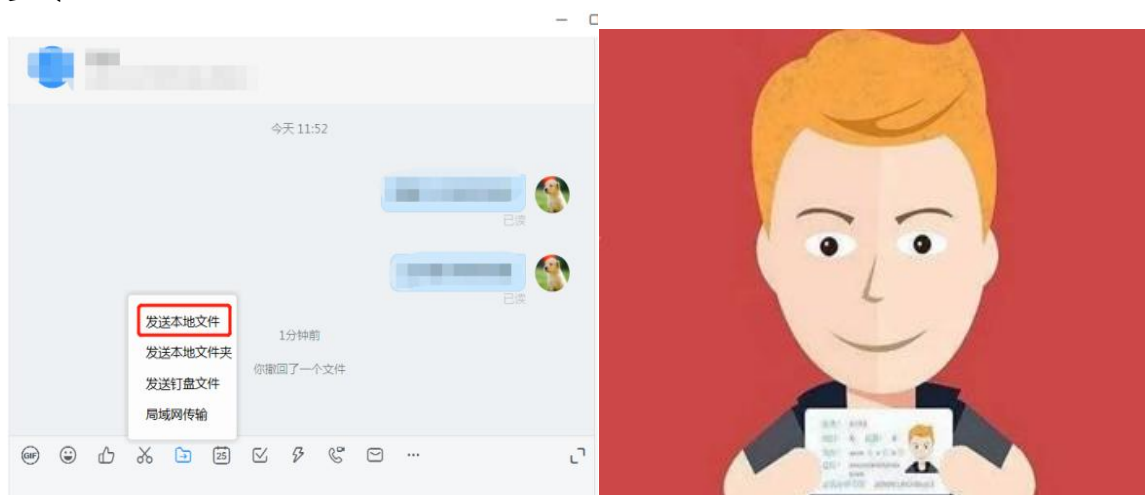 今天 11:52
已读
已读
发送本地文件
发送本地文件夹
发送钉盘文件
局域网传输
1分钟前
你撤回了一个文件
GIF
25